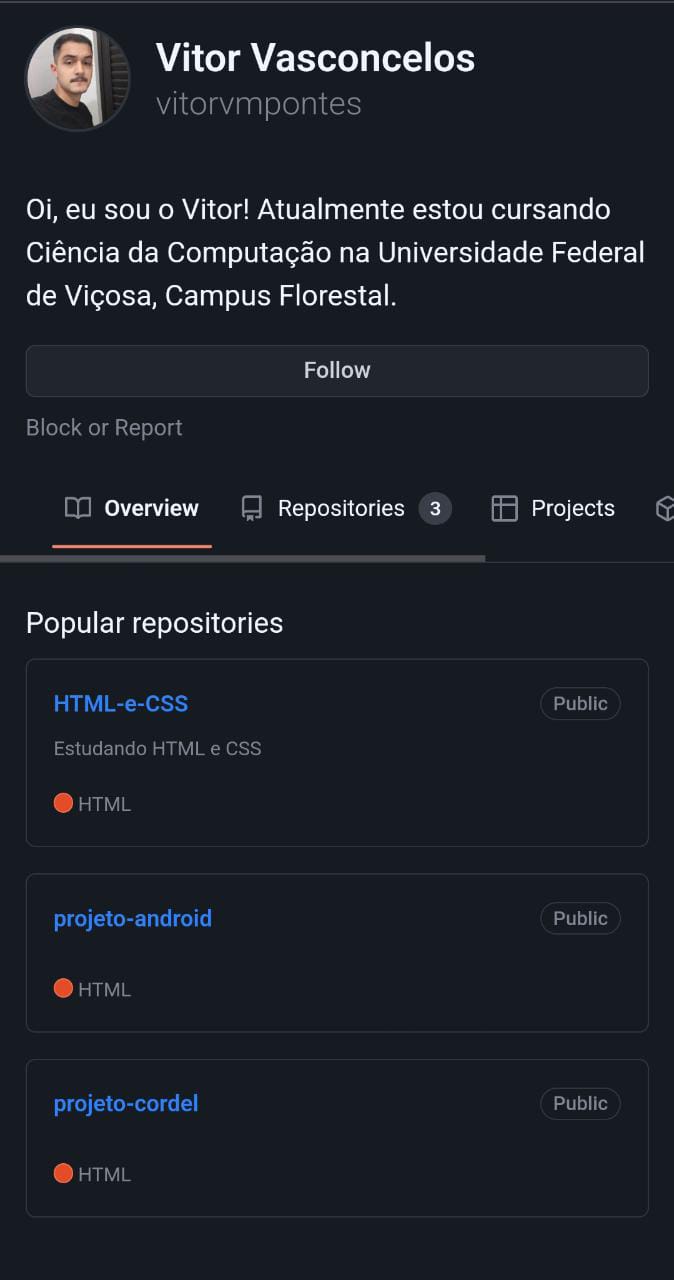 Vitor Vasconcelos
vitorvmpontes
Oi, eu sou o Vitor! Atualmente estou cursando
Ciência da Computação na Universidade Federal
de Viçosa, Campus Florestal.
Follow
Block or Report
Overview Repositories 3 Projects
Popular repositories
HTML-e-CSS Public
Estudando HTML e CSS
HTML
projeto-android Public
HTML
projeto-cordel Public
HTML